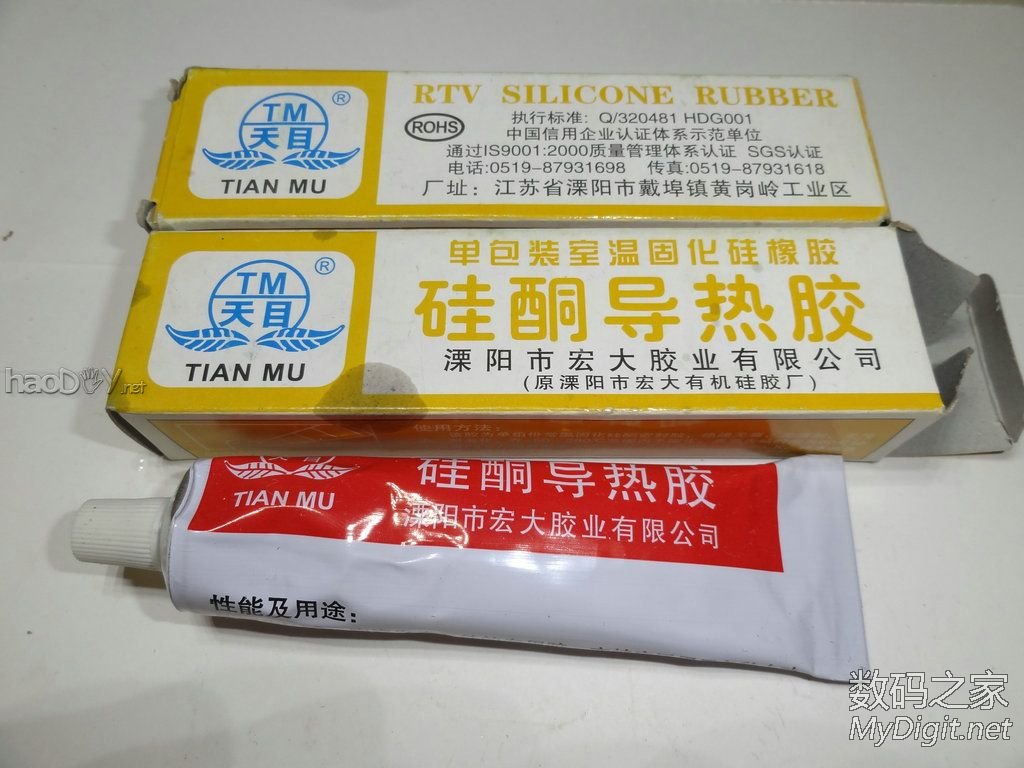 TM
®
天目
TIAN MU
RTV SILICONE RUBBER
ROHS
执行标准: Q/320481 HDG001
中国信用企业认证体系示范单位
通过IS9001:2000质量管理体系认证 SGS认证
电话:0519-87931698 传真:0519-87931618
厂址: 江苏省溧阳市戴埠镇黄岗岭工业区
TM
®
天目
TIAN MU
单包装室温固化硅橡胶
硅酮导热胶
溧阳市宏大胶业有限公司
(原溧阳市宏大有机硅胶厂)
haoDIY.net
使用方法:
TIAN MU
硅酮导热胶
溧阳市宏大胶业有限公司
性能及用途:
数码之家
MyDigit.net